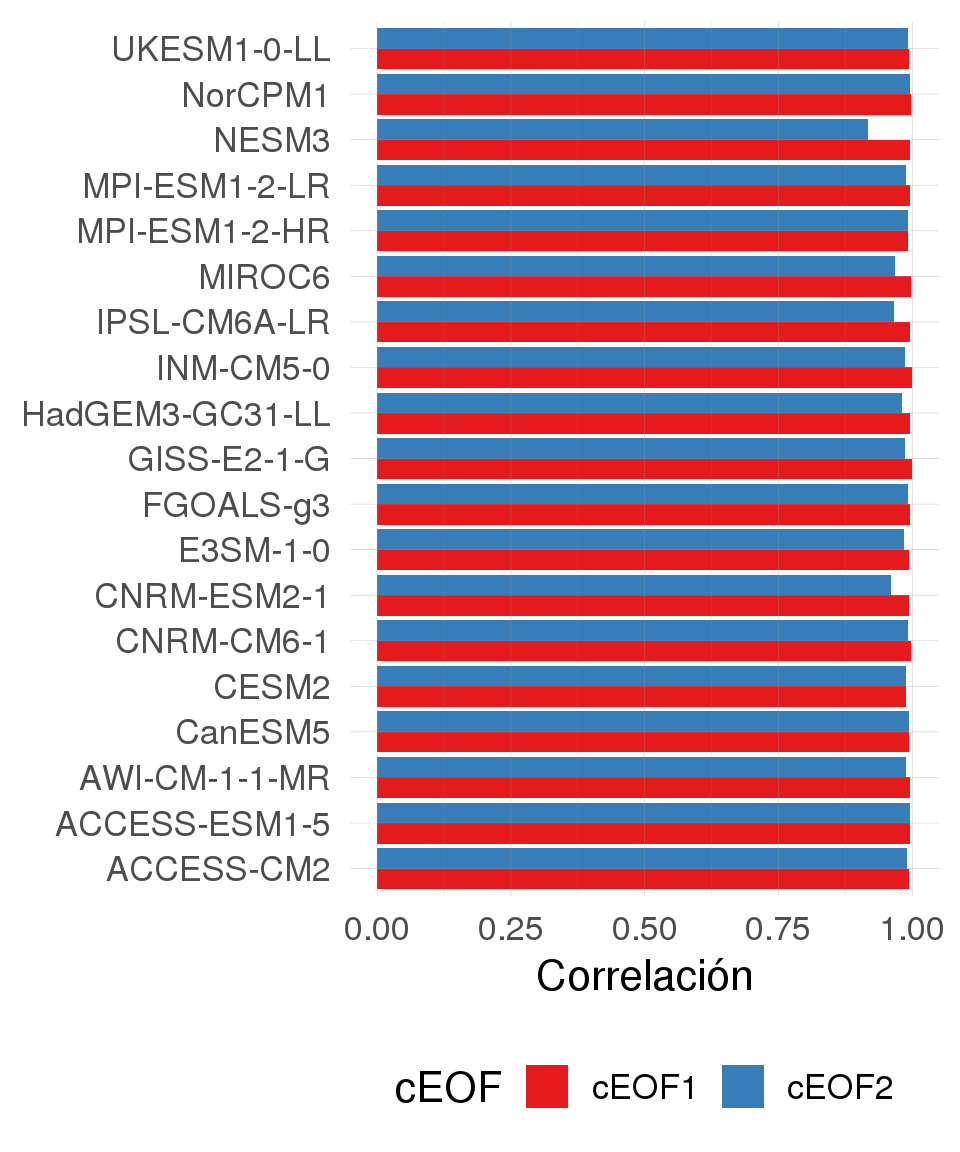 UKESM1-0-LL
NorCPM1
NESM3
MPI-ESM1-2-LR
MPI-ESM1-2-HR
MIROC6
IPSL-CM6A-LR
INM-CM5-0
HadGEM3-GC31-LL
GISS-E2-1-G
FGOALS-g3
E3SM-1-0
CNRM-ESM2-1
CNRM-CM6-1
CESM2
CanESM5
AWI-CM-1-1-MR
ACCESS-ESM1-5
ACCESS-CM2
0.00 0.25 0.50 0.75 1.00
Correlación
cEOF cEOF1 cEOF2